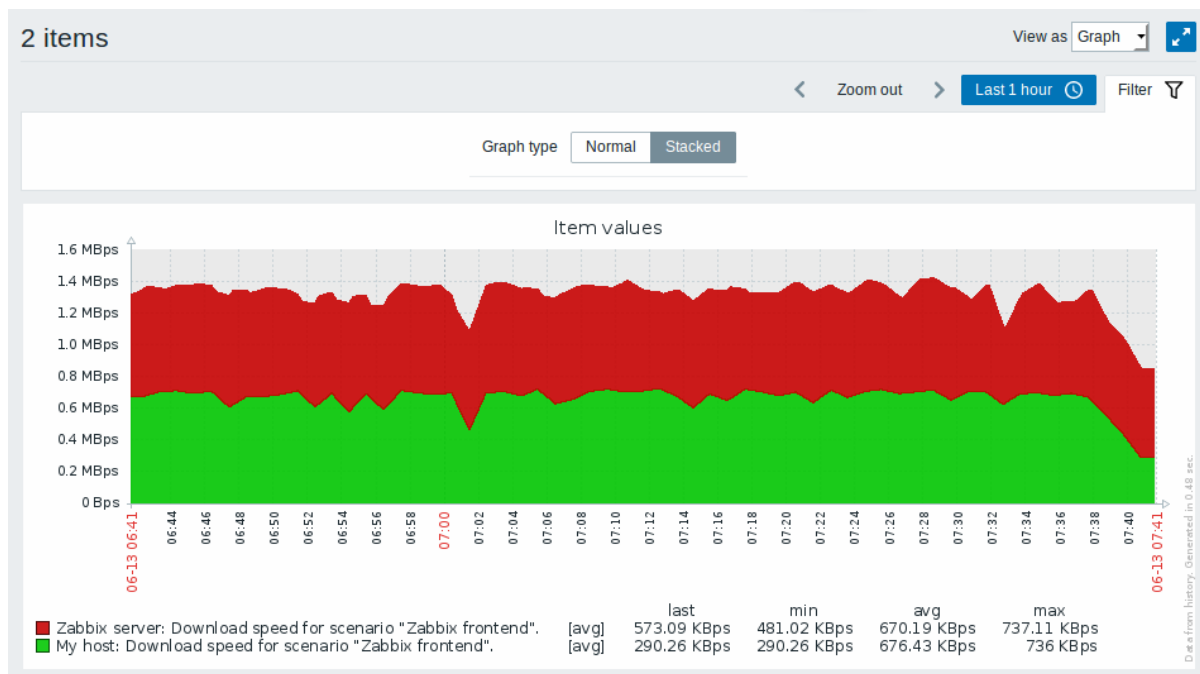 2 items
View as Graph
Zoom out Last 1 hour Filter
Graph type Normal Stacked
Item values
1.6 MBps
1.4 MBps
1.2 MBps
1.0 MBps
0.8 MBps
0.6 MBps
0.4 MBps
0.2 MBps
0 Bps
06-13 06:41 06:44 06:46 06:48 06:50 06:52 06:54 06:56 06:58 07:00 07:02 07:04 07:06 07:08 07:10 07:12 07:14 07:16 07:18 07:20 07:22 07:24 07:26 07:28 07:30 07:32 07:34 07:36 07:38 07:40 06-13 07:41
last min avg max
Zabbix server: Download speed for scenario "Zabbix frontend". [avg] 573.09 KBps 481.02 KBps 670.19 KBps 737.11 KBps
My host: Download speed for scenario "Zabbix frontend". [avg] 290.26 KBps 290.26 KBps 676.43 KBps 736 KBps
Data from history. Generated in 0.48 sec.